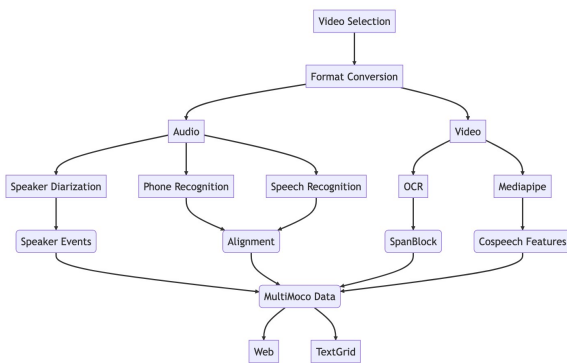 Video Selection
Format Conversion
Audio
Video
Speaker Diarization
Phone Recognition
Speech Recognition
OCR
Mediapipe
Speaker Events
Alignment
SpanBlock
Cospeech Features
MultiMoco Data
Web
TextGrid